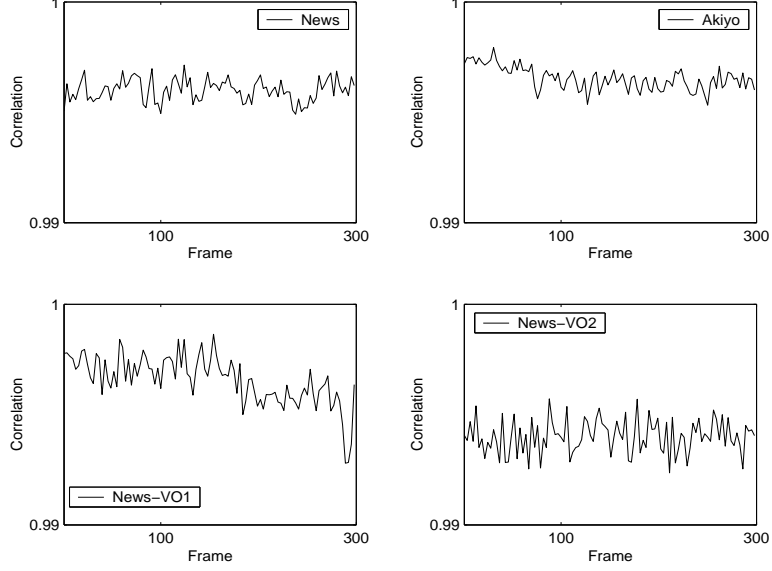 1
News
Correlation
0.99
100
300
Frame
1
Akiyo
Correlation
0.99
100
300
Frame
1
Correlation
News−VO1
0.99
100
300
Frame
1
News−VO2
Correlation
0.99
100
300
Frame